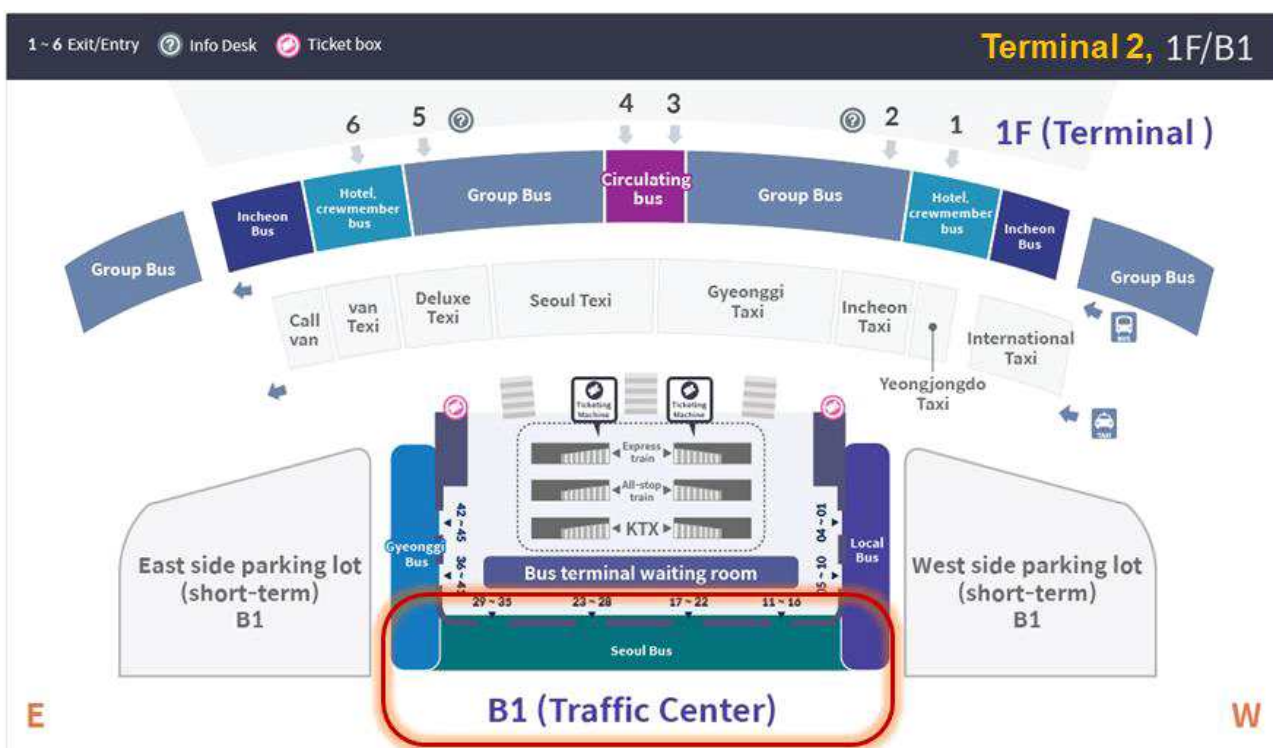 1 ~ 6 Exit/Entry ? Info Desk Ticket box
Terminal 2, 1F/B1
6
5
?
4
3
?
2
1
1F (Terminal )
Group Bus
Incheon
Bus
Hotel,
crewmember
bus
Group Bus
Circulating
bus
Group Bus
Hotel,
crewmember
bus
Incheon
Bus
Group Bus
Call
van
van
Texi
Deluxe
Texi
Seoul Texi
Gyeonggi
Taxi
Incheon
Taxi
Yeongjongdo
Taxi
International
Taxi
BUS
TAXI
Ticketing
Machine
Ticketing
Machine
Express
train
All-stop
train
KTX
42 ~ 45
04 ~ 01
Gyeonggi
Bus
Local
Bus
05 ~ 10
Bus terminal waiting room
29 ~ 35
23 ~ 28
17 ~ 22
11 ~ 16
Seoul Bus
East side parking lot
(short-term)
B1
West side parking lot
(short-term)
B1
B1 (Traffic Center)
E
W